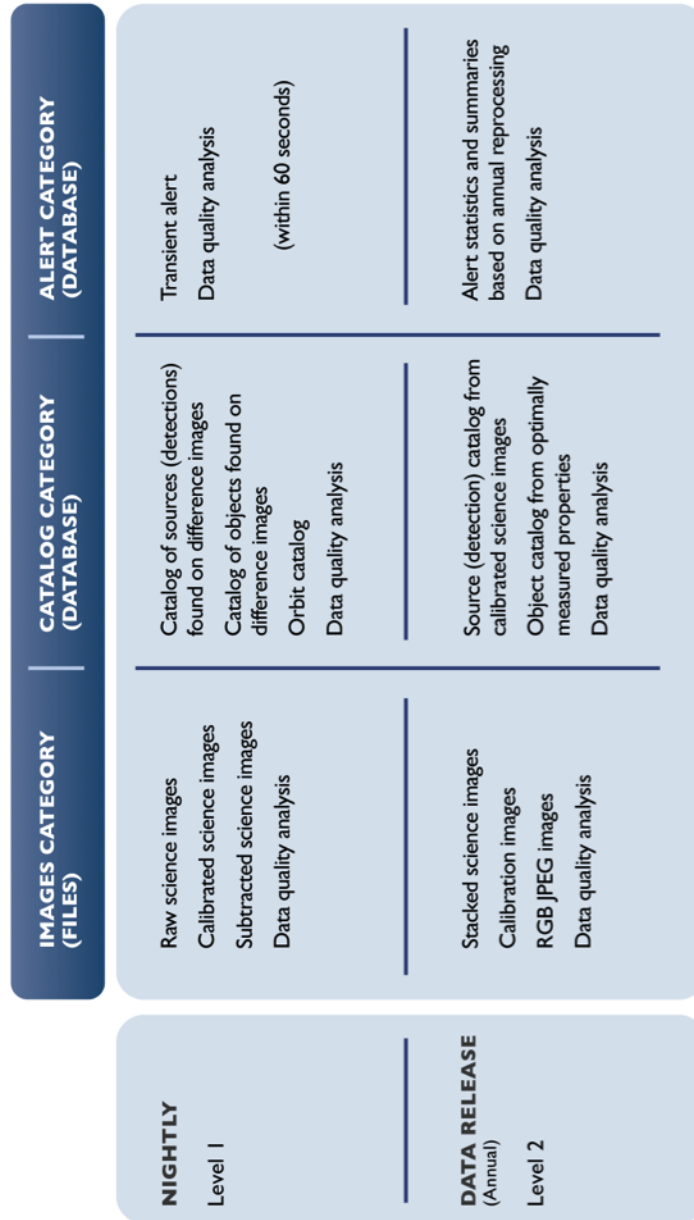 IMAGES CATEGORY
(FILES)
CATALOG CATEGORY
(DATABASE)
ALERT CATEGORY
(DATABASE)
NIGHTLY
Level 1
Raw science images
Calibrated science images
Subtracted science images
Data quality analysis
Catalog of sources (detections)
found on difference images
Catalog of objects found on
difference images
Orbit catalog
Data quality analysis
Transient alert
Data quality analysis
(within 60 seconds)
DATA RELEASE
(Annual)
Level 2
Stacked science images
Calibration images
RGB JPEG images
Data quality analysis
Source (detection) catalog from
calibrated science images
Object catalog from optimally
measured properties
Data quality analysis
Alert statistics and summaries
based on annual reprocessing
Data quality analysis